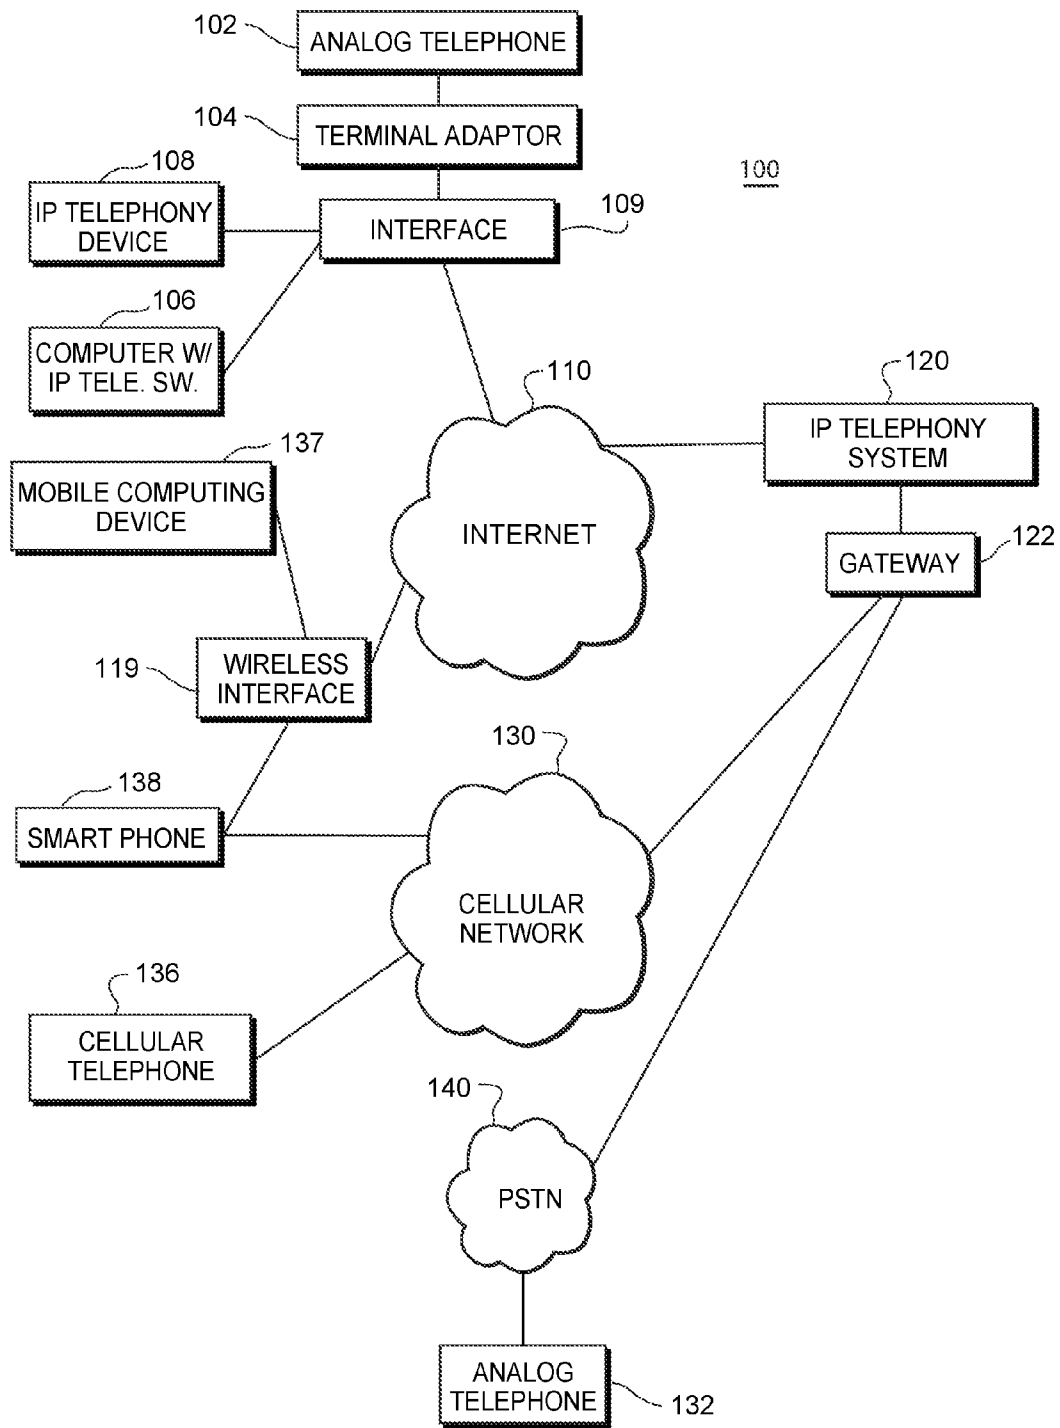 102
ANALOG TELEPHONE
104
TERMINAL ADAPTOR
108
100
IP TELEPHONY
DEVICE
INTERFACE
109
106
COMPUTER W/
IP TELE. SW.
110
120
IP TELEPHONY
SYSTEM
137
MOBILE COMPUTING
DEVICE
INTERNET
122
GATEWAY
119
WIRELESS
INTERFACE
130
138
SMART PHONE
CELLULAR
NETWORK
136
CELLULAR
TELEPHONE
140
PSTN
ANALOG
TELEPHONE
132